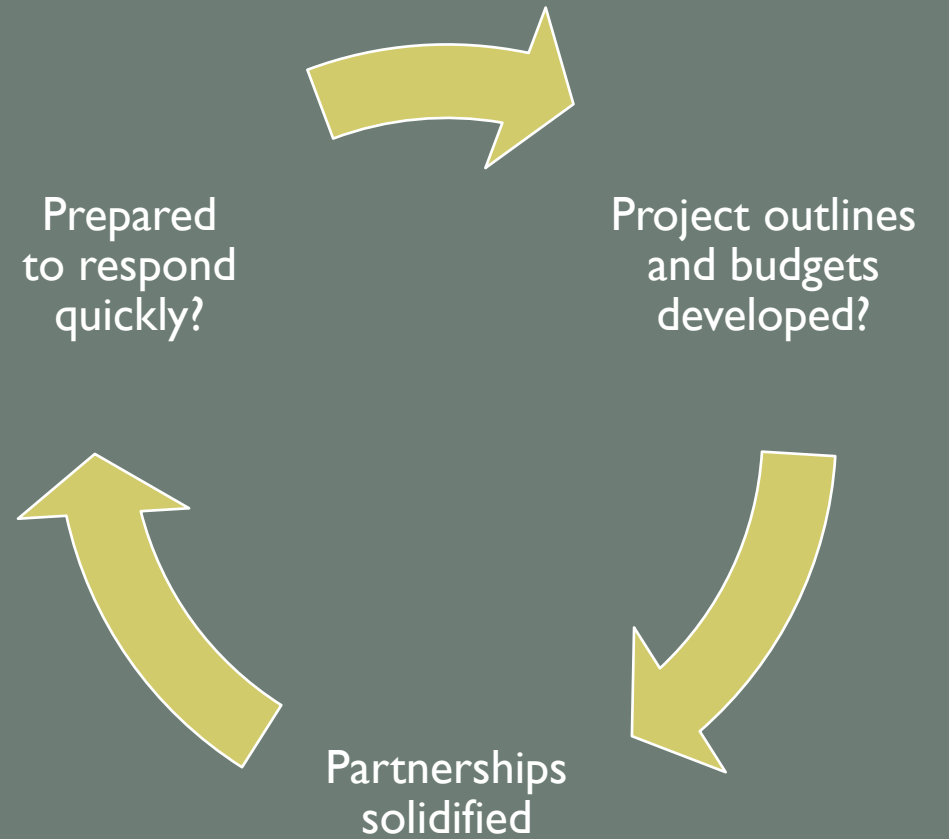 Prepared
to respond
quickly?
Project outlines
and budgets
developed?
Partnerships
solidified